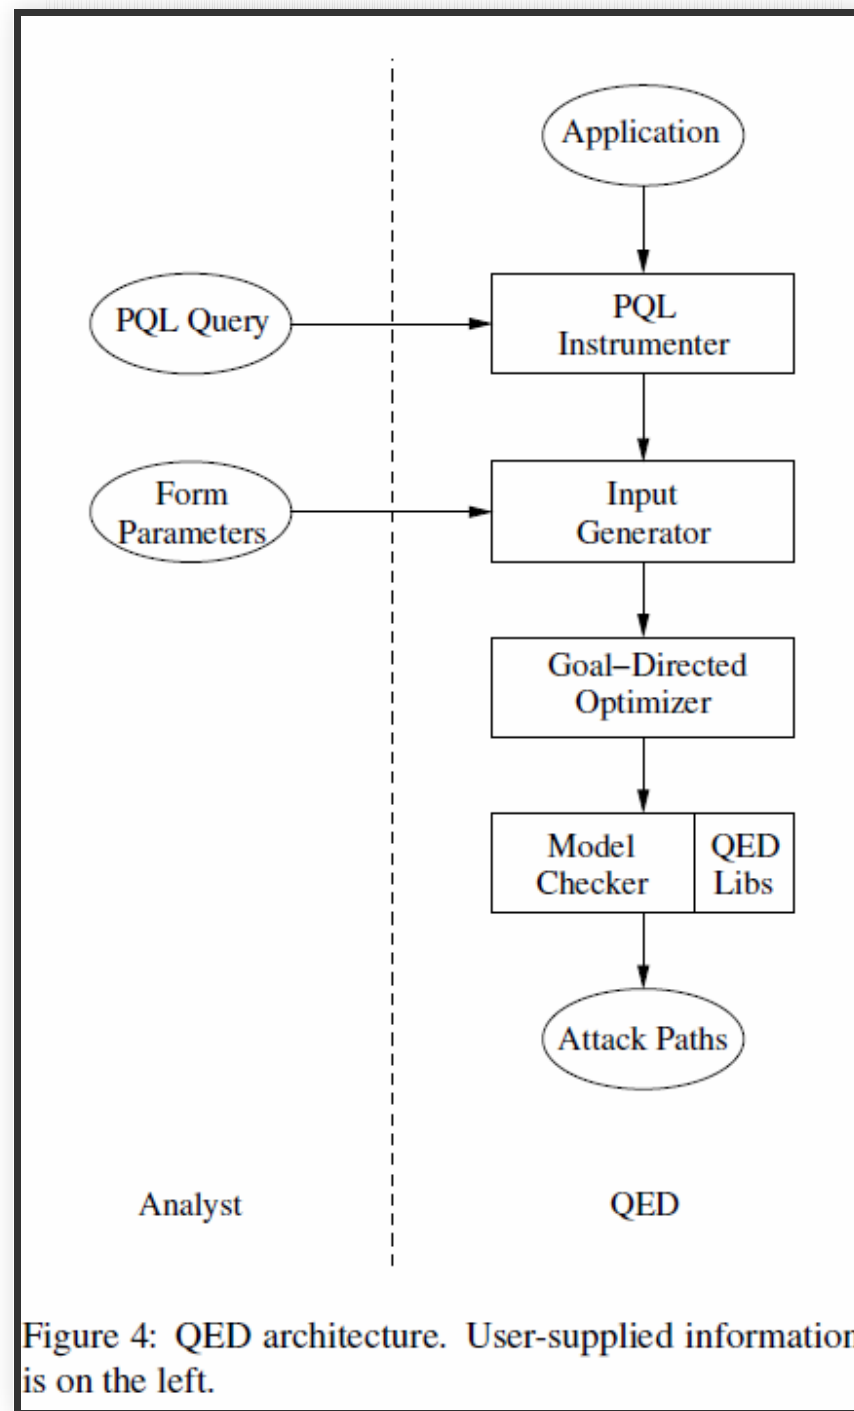 Application
PQL Query
PQL
Instrumenter
Form
Parameters
Input
Generator
Goal–Directed
Optimizer
Model
Checker
QED
Libs
Attack Paths
Analyst
QED
Figure 4: QED architecture. User-supplied information
is on the left.